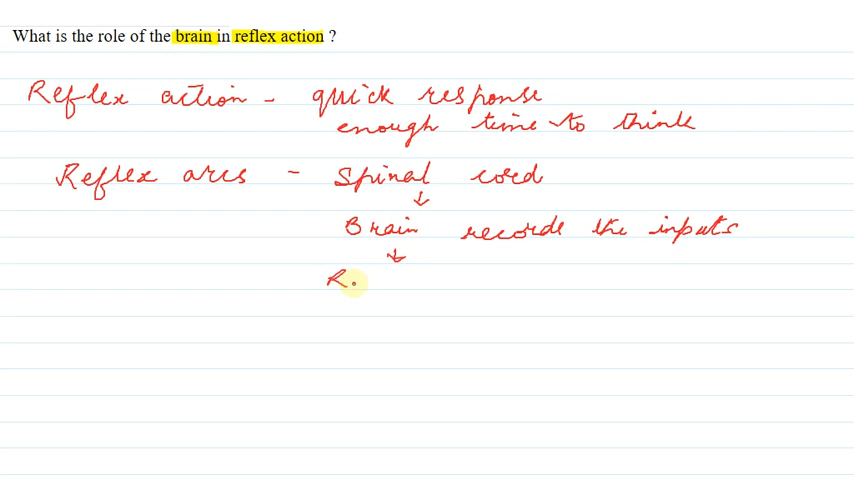 What is the role of the brain in reflex action ?
Reflex action - quick response
enough time to think
Reflex arcs - Spinal cord
↓
Brain records the inputs
↓
R.